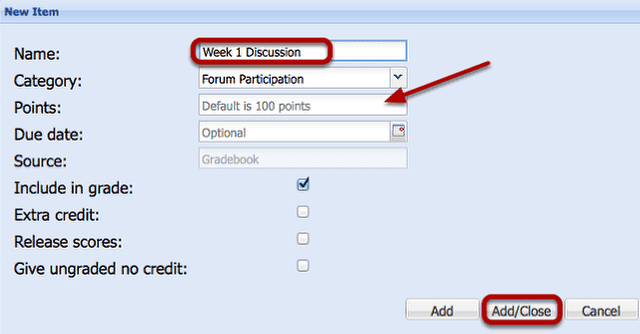 New Item
Name: Week 1 Discussion
Category: Forum Participation
Points: Default is 100 points
Due date: Optional
Source: Gradebook
Include in grade:
Extra credit:
Release scores:
Give ungraded no credit:
Add Add/Close Cancel